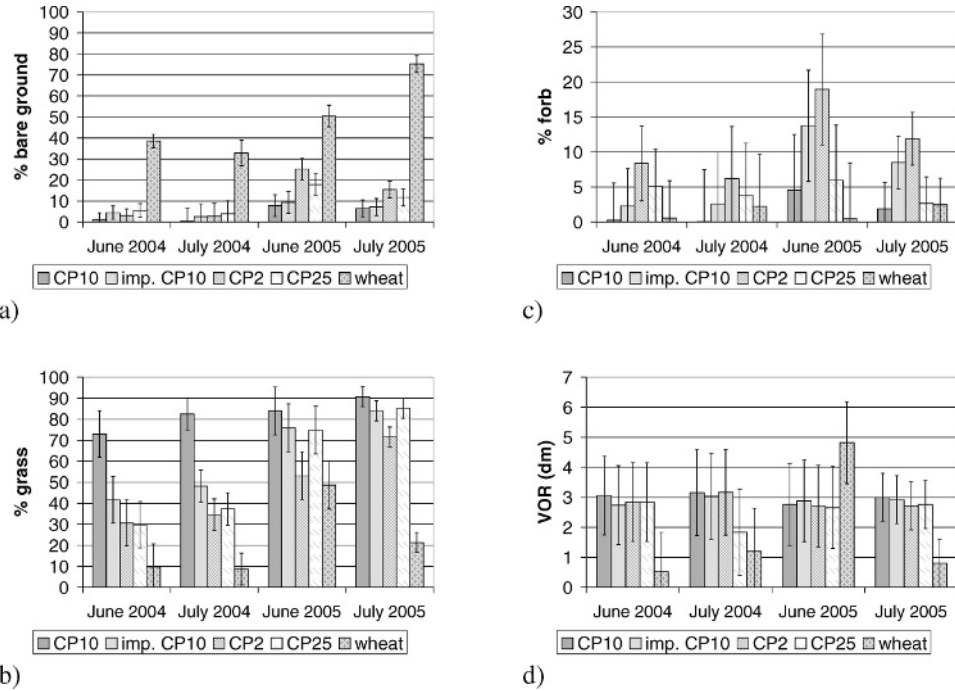 100
90
80
70
60
50
40
30
20
10
0
% bare ground
June 2004 July 2004 June 2005 July 2005
CP10 imp. CP10 CP2 CP25 wheat
a)
30
25
20
15
10
5
0
% forb
June 2004 July 2004 June 2005 July 2005
CP10 imp. CP10 CP2 CP25 wheat
c)
100
90
80
70
60
50
40
30
20
10
0
% grass
June 2004 July 2004 June 2005 July 2005
CP10 imp. CP10 CP2 CP25 wheat
b)
7
6
5
4
3
2
1
0
VOR (dm)
June 2004 July 2004 June 2005 July 2005
CP10 imp. CP10 CP2 CP25 wheat
d)